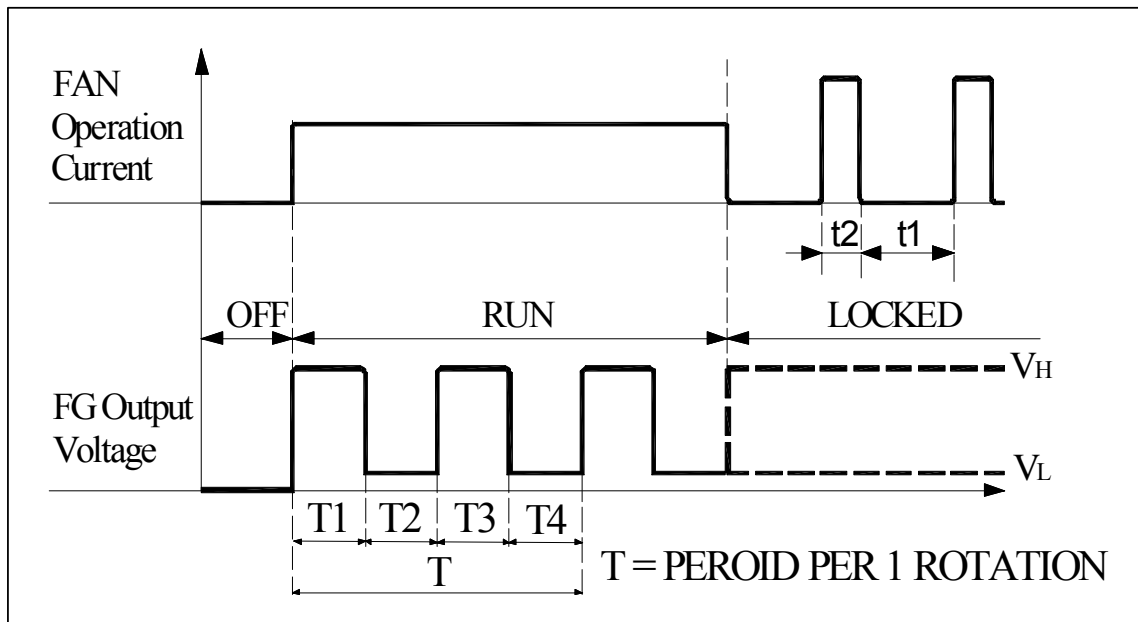 FAN
Operation
Current
t2
t1
OFF
RUN
LOCKED
VH
FG Output
Voltage
VL
T1
T2
T3
T4
T
T = PEROID PER 1 ROTATION